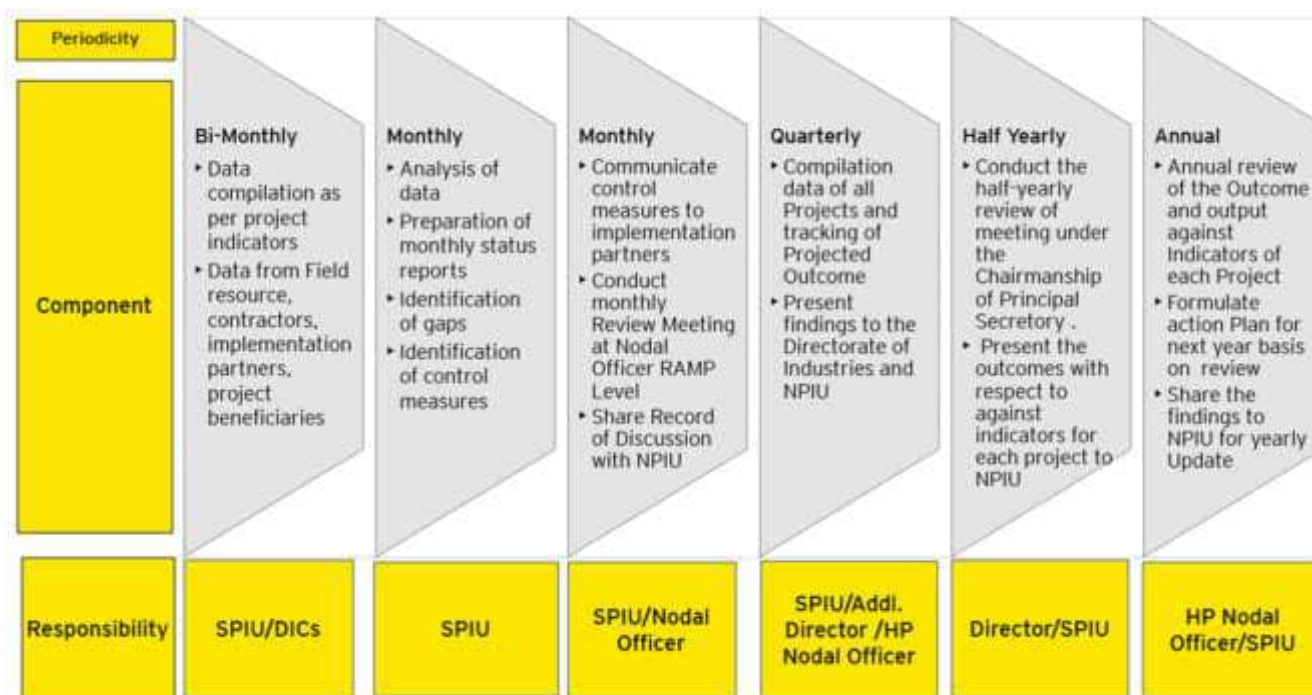 Periodicity
Component
Bi-Monthly
‣ Data
compilation as
per project
indicators
‣ Data from Field
resource,
contractors,
implementation
partners,
project
beneficiaries
Monthly
‣ Analysis of
data
‣ Preparation of
monthly status
reports
‣ Identification
of gaps
‣ Identification
of control
measures
Monthly
‣ Communicate
control
measures to
implementation
partners
‣ Conduct
monthly
Review Meeting
at Nodal
Officer RAMP
Level
‣ Share Record
of Discussion
with NPIU
Quarterly
‣ Compilation
data of all
Projects and
tracking of
Projected
Outcome
‣ Present
findings to the
Directorate of
Industries and
NPIU
Half Yearly
‣ Conduct the
half-yearly
review of
meeting under
the
Chairmanship
of Principal
Secretory .
‣ Present the
outcomes with
respect to
against
indicators for
each project to
NPIU
Annual
‣ Annual review
of the Outcome
and output
against
Indicators of
each Project
‣ Formulate
action Plan for
next year basis
on review
‣ Share the
findings to
NPIU for yearly
Update
Responsibility
SPIU/DICs
SPIU
SPIU/Nodal
Officer
SPIU/Addl.
Director /HP
Nodal Officer
Director/SPIU
HP Nodal
Officer/SPIU